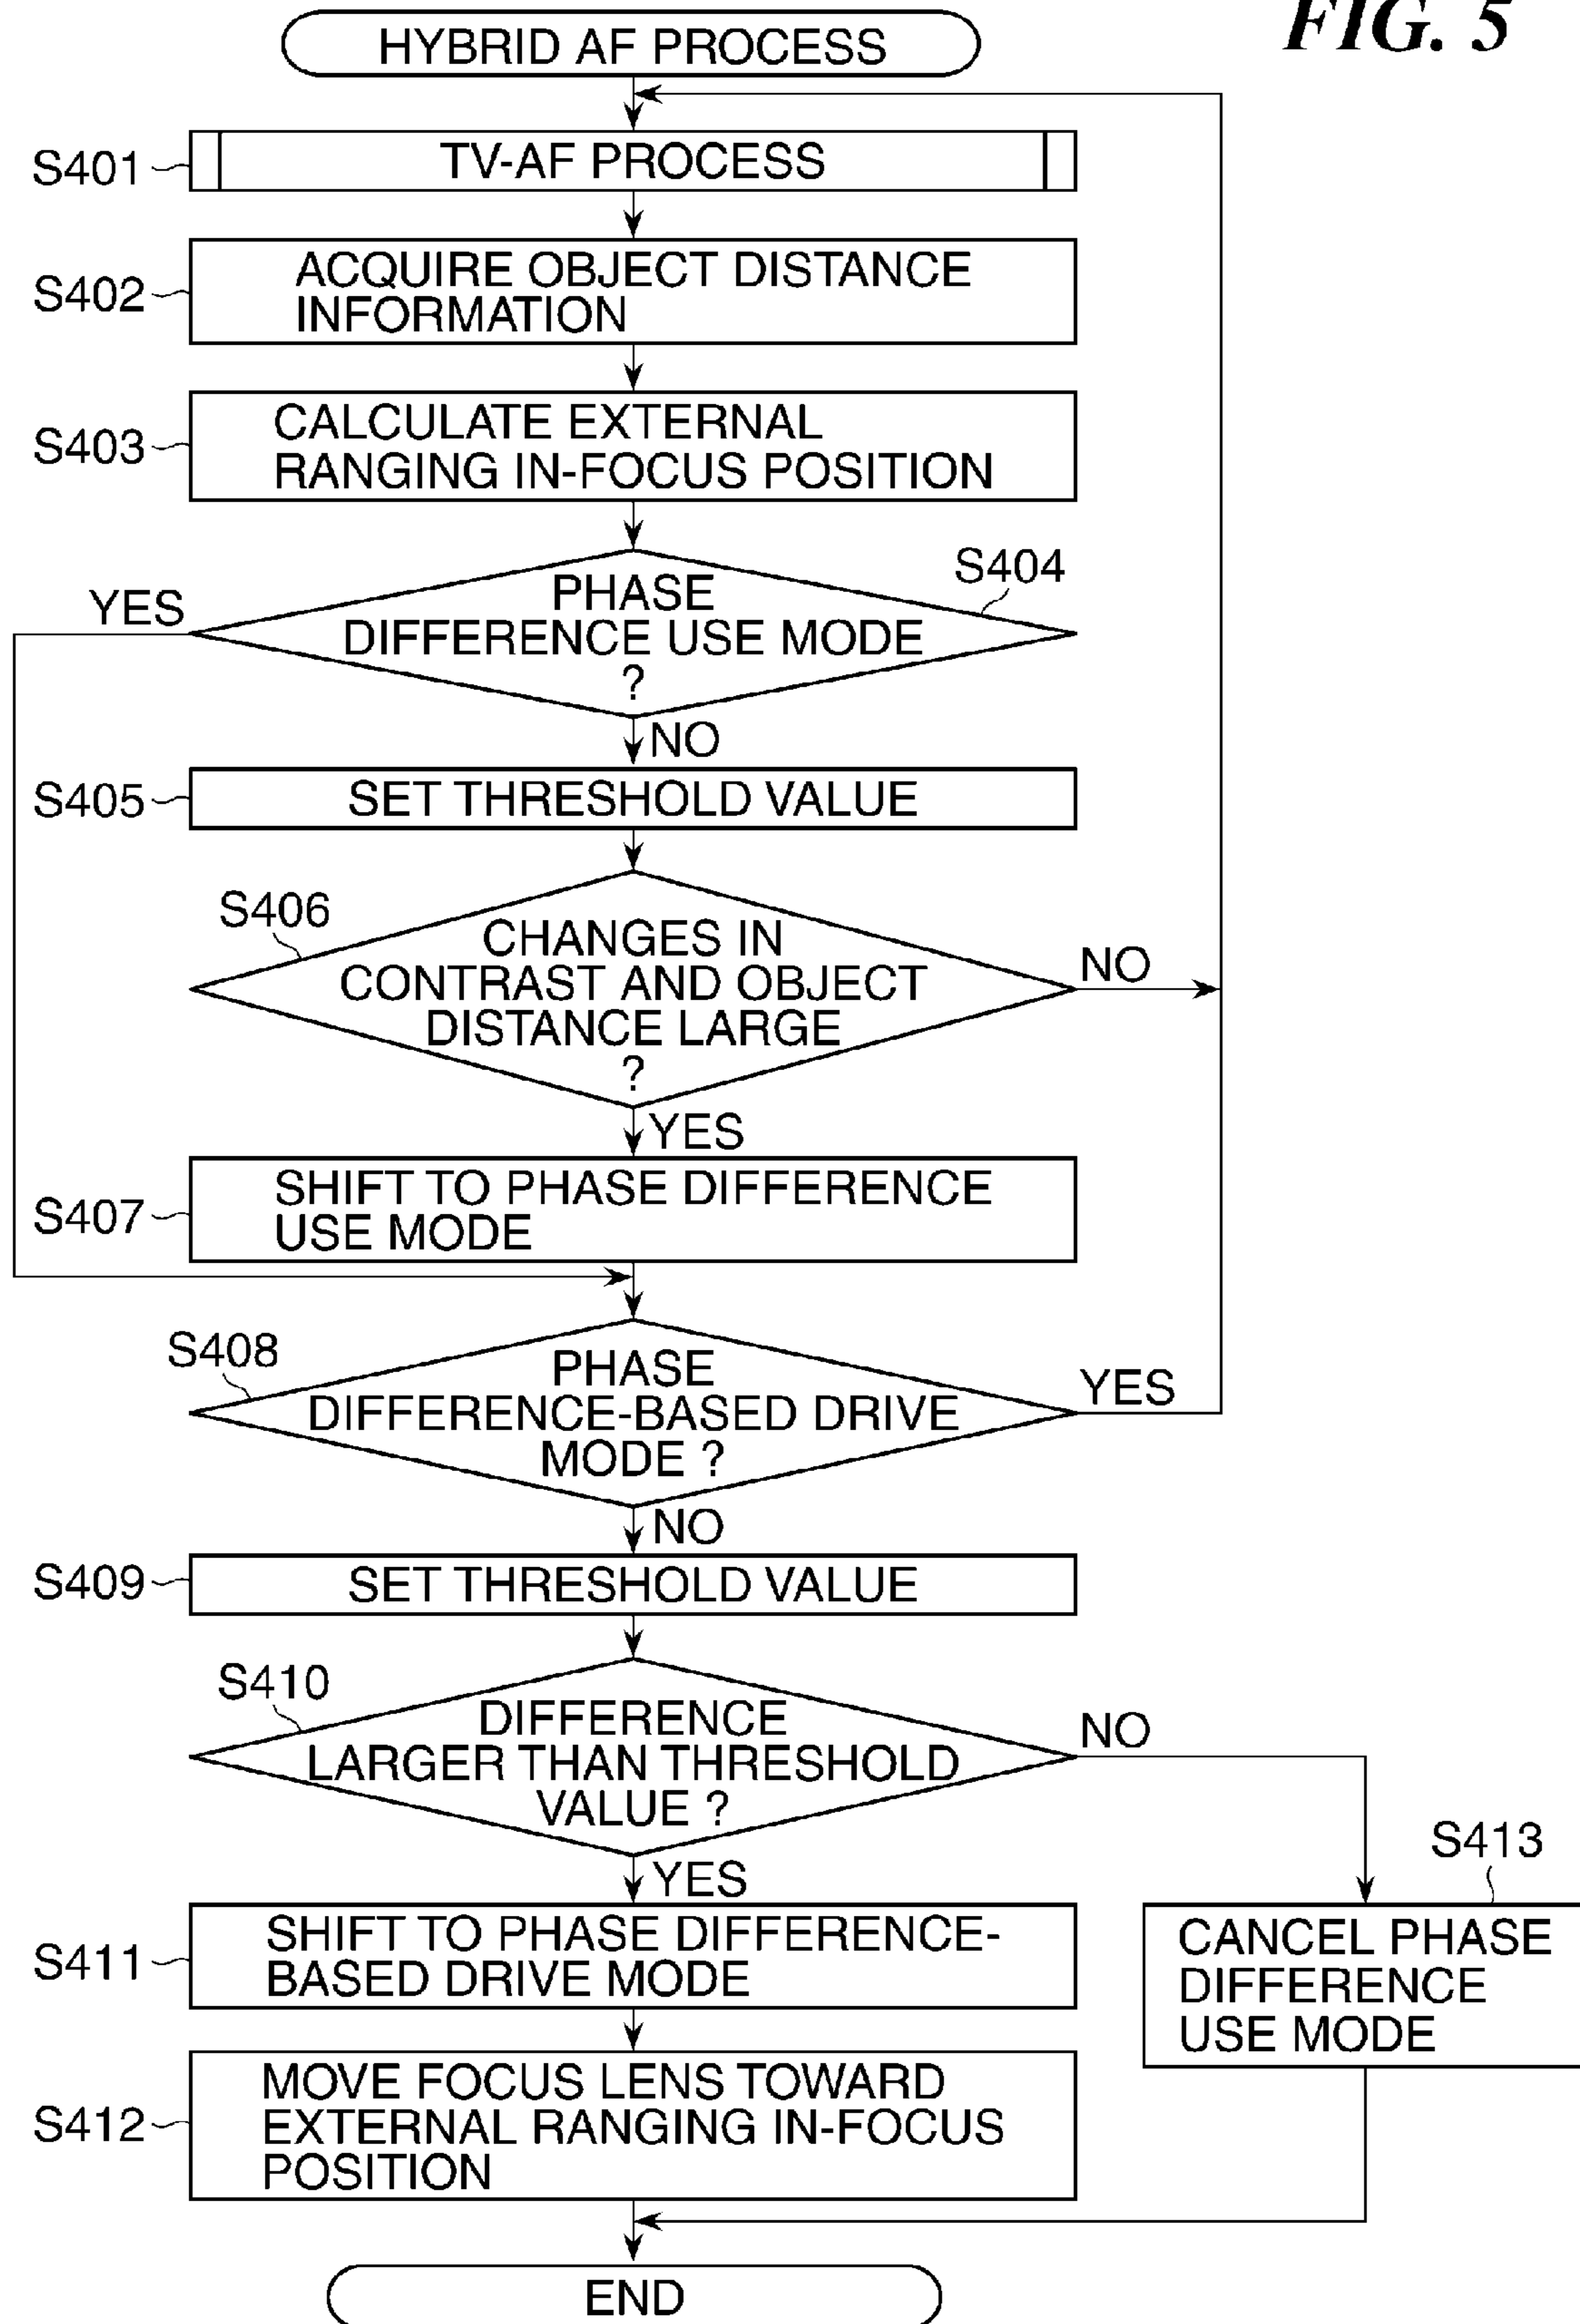 FIG. 5
HYBRID AF PROCESS
S401
TV-AF PROCESS
S402
ACQUIRE OBJECT DISTANCE
INFORMATION
S403
CALCULATE EXTERNAL
RANGING IN-FOCUS POSITION
S404
PHASE
DIFFERENCE USE MODE
?
YES
NO
S405
SET THRESHOLD VALUE
S406
CHANGES IN
CONTRAST AND OBJECT
DISTANCE LARGE
?
NO
YES
S407
SHIFT TO PHASE DIFFERENCE
USE MODE
S408
PHASE
DIFFERENCE-BASED DRIVE
MODE ?
YES
NO
S409
SET THRESHOLD VALUE
S410
DIFFERENCE
LARGER THAN THRESHOLD
VALUE ?
NO
YES
S411
SHIFT TO PHASE DIFFERENCE-
BASED DRIVE MODE
S413
CANCEL PHASE
DIFFERENCE
USE MODE
S412
MOVE FOCUS LENS TOWARD
EXTERNAL RANGING IN-FOCUS
POSITION
END